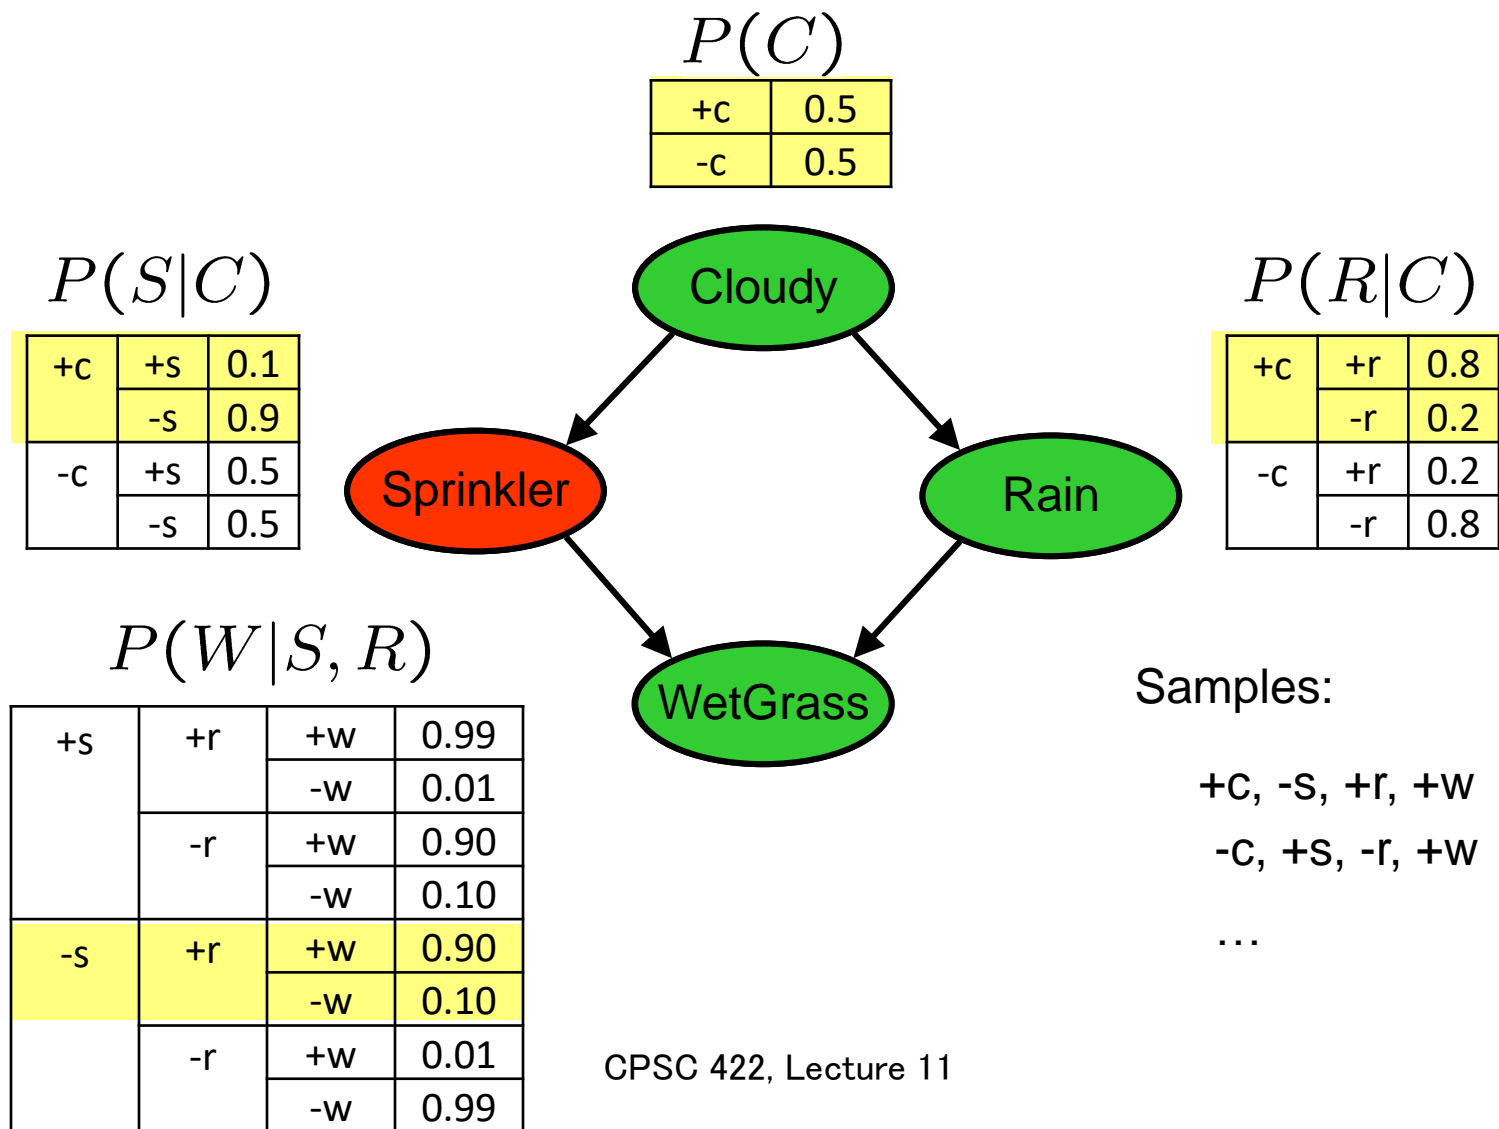 P(C)
+c 0.5
-c 0.5
P(S|C)
+c +s 0.1
-s 0.9
-c +s 0.5
-s 0.5
Cloudy
Sprinkler
Rain
WetGrass
P(R|C)
+c +r 0.8
-r 0.2
-c +r 0.2
-r 0.8
P(W|S, R)
+s +r +w 0.99
-w 0.01
-r +w 0.90
-w 0.10
-s +r +w 0.90
-w 0.10
-r +w 0.01
-w 0.99
Samples:
+c, -s, +r, +w
-c, +s, -r, +w
…
CPSC 422, Lecture 11